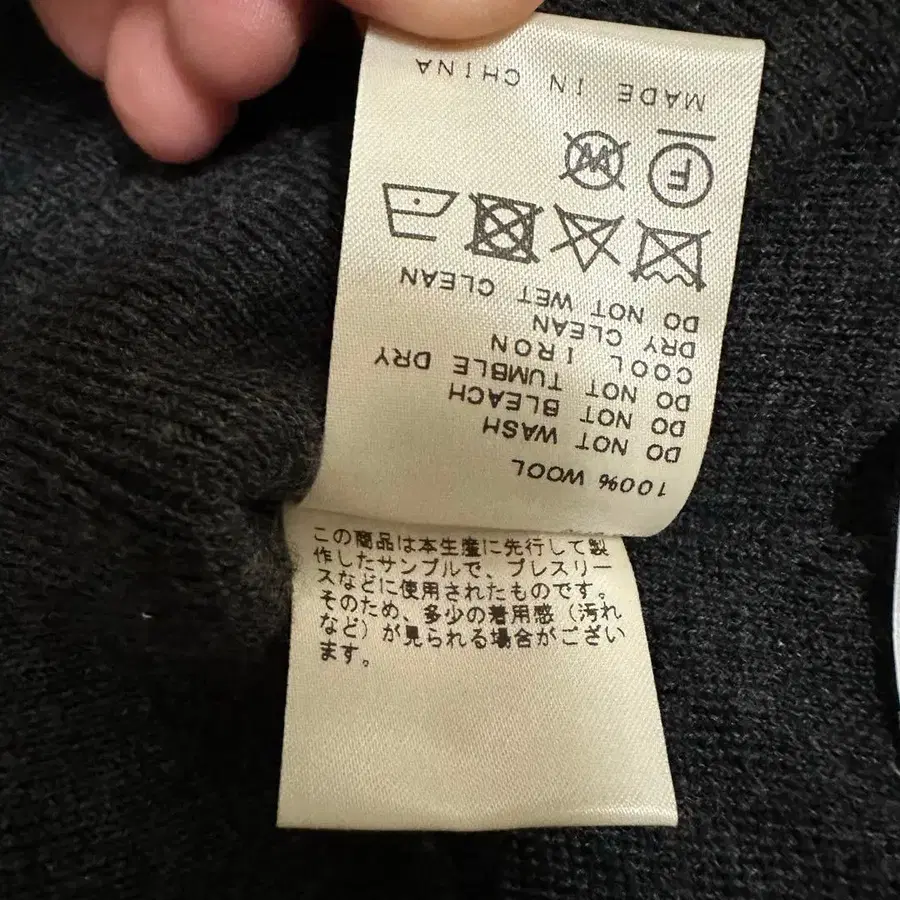 100% WOOL
DO NOT WASH
DO NOT BLEACH
DO NOT TUMBLE DRY
COOL IRON
DRY CLEAN
DO NOT WET CLEAN
F W
MADE IN CHINA
この商品は本生産に先行して製
作したサンプルで、プレスリー
スなどに使用されたものです。
そのため、多少の着用感（汚れ
など）が見られる場合がござい
ます。